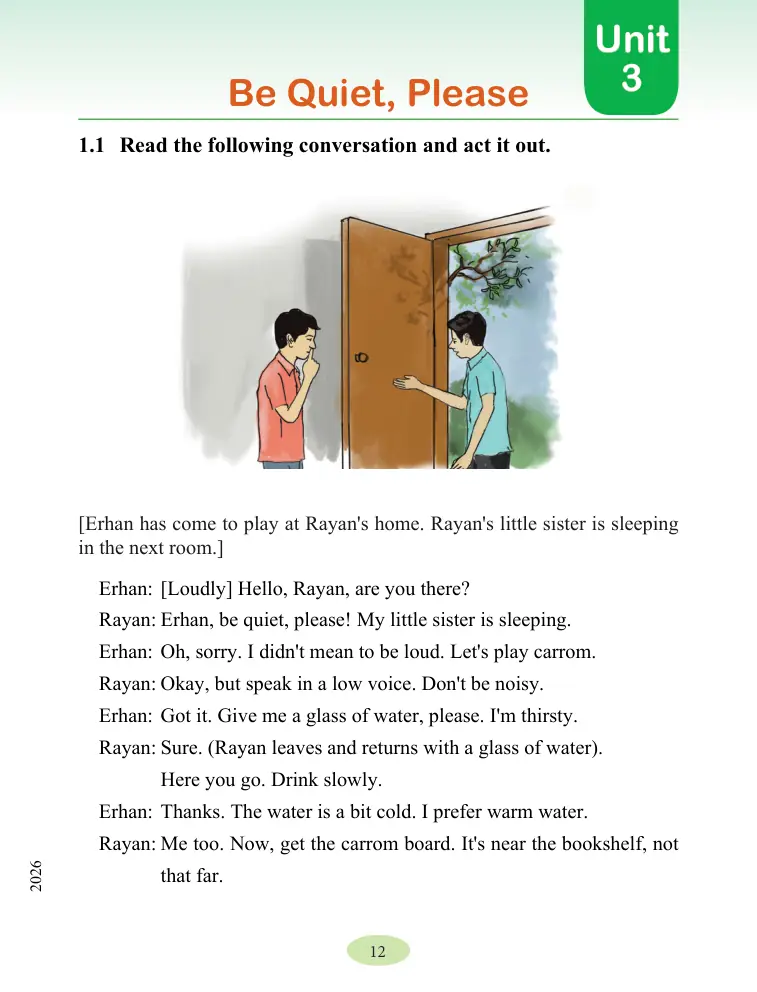 Unit
3
Be Quiet, Please
1.1 Read the following conversation and act it out.
[Erhan has come to play at Rayan's home. Rayan's little sister is sleeping
in the next room.]
Erhan: [Loudly] Hello, Rayan, are you there?
Rayan: Erhan, be quiet, please! My little sister is sleeping.
Erhan: Oh, sorry. I didn't mean to be loud. Let's play carrom.
Rayan: Okay, but speak in a low voice. Don't be noisy.
Erhan: Got it. Give me a glass of water, please. I'm thirsty.
Rayan: Sure. (Rayan leaves and returns with a glass of water).
Here you go. Drink slowly.
Erhan: Thanks. The water is a bit cold. I prefer warm water.
Rayan: Me too. Now, get the carrom board. It's near the bookshelf, not
that far.
2026
12